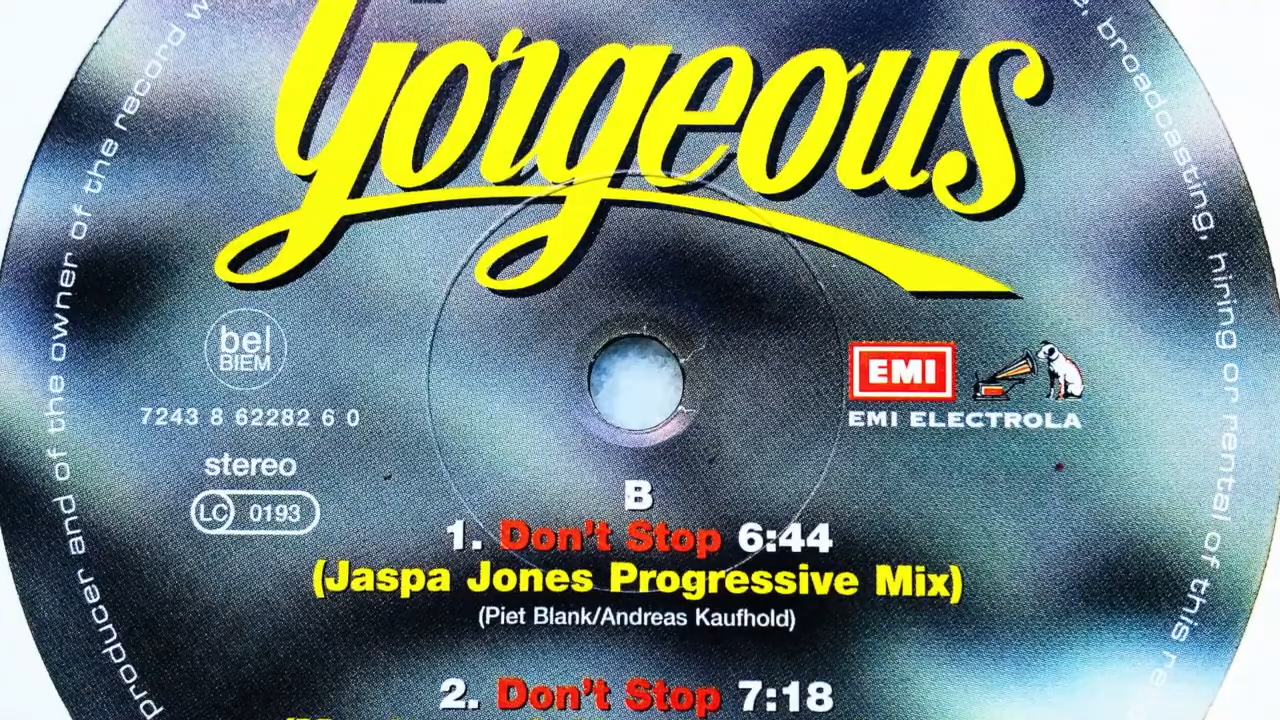 Gorgeous
producer and of the owner of the record
broadcasting, hiring or rental of this
bel
BIEM
7243 8 62282 6 0
stereo
LC 0193
EMI
EMI ELECTROLA
B
1. Don't Stop 6:44
(Jaspa Jones Progressive Mix)
(Piet Blank/Andreas Kaufhold)
2. Don't Stop 7:18